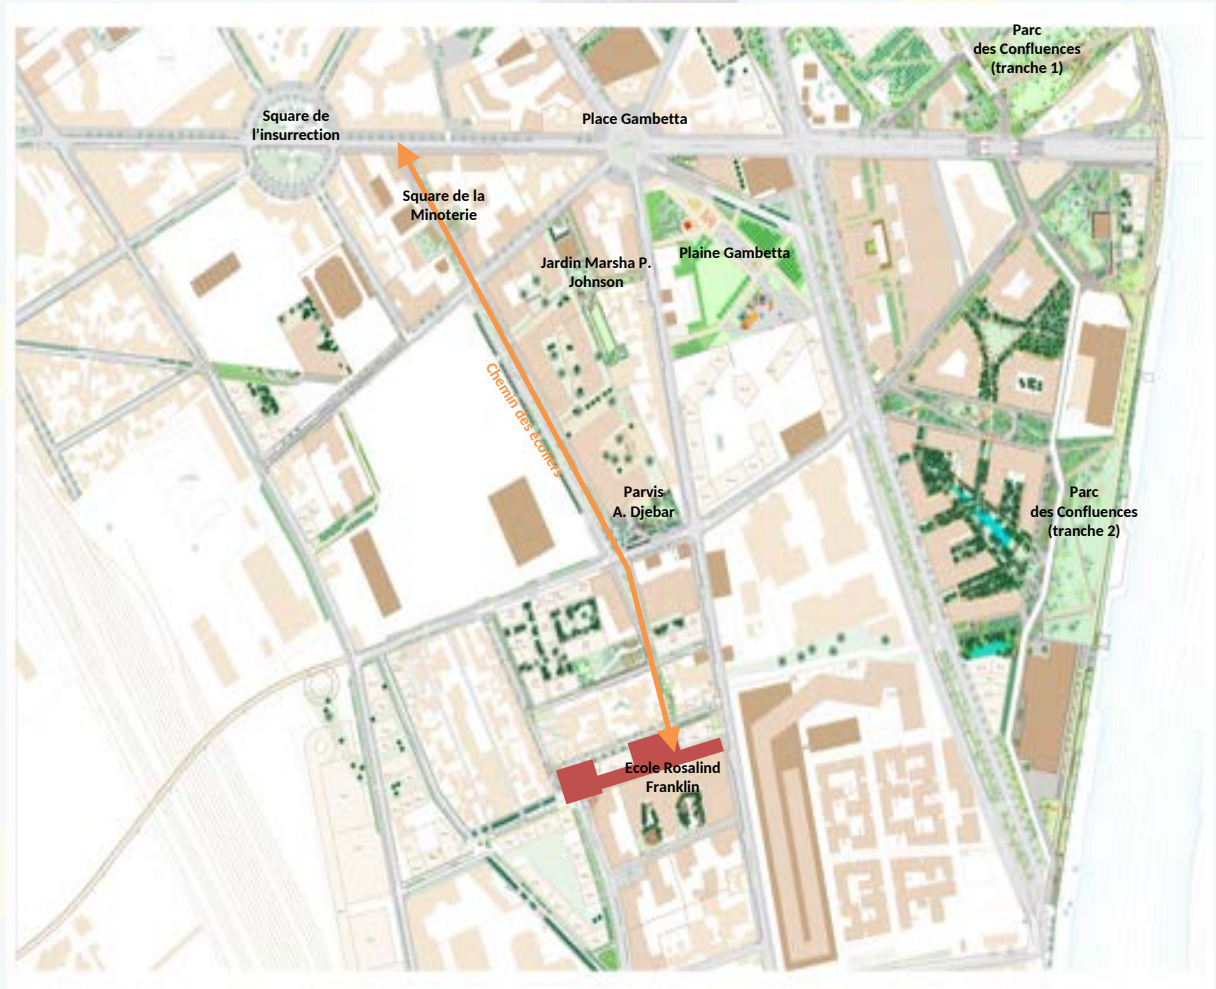 Parc
des Confluences
(tranche 1)
Square de
l'insurrection
Place Gambetta
Square de la
Minoterie
Plaine Gambetta
Jardin Marsha P.
Johnson
Chemin des écoliers
Parvis
A. Djebar
Parc
des Confluences
(tranche 2)
Ecole Rosalind
Franklin